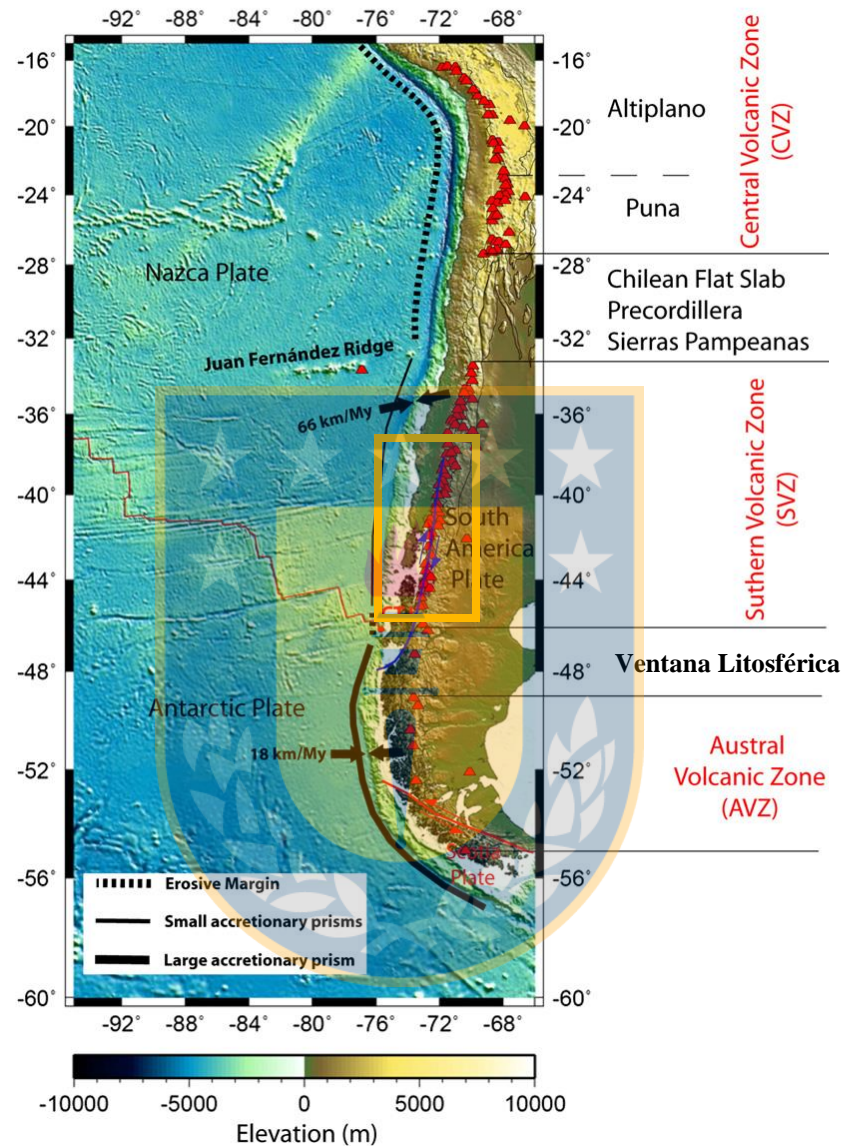 -92° -88° -84° -80° -76° -72° -68°
-16° -16°
-20° -20°
-24° -24°
-28° -28°
-32° -32°
-36° -36°
-40° -40°
-44° -44°
-48° -48°
-52° -52°
-56° -56°
-60° -60°
-92° -88° -84° -80° -76° -72° -68°
Nazca Plate
Juan Fernández Ridge
66 km/My
South
America
Plate
Antarctic Plate
18 km/My
Scotia
Plate
Altiplano
Puna
Central Volcanic Zone
(CVZ)
Chilean Flat Slab
Precordillera
Sierras Pampeanas
Suthern Volcanic Zone
(SVZ)
Ventana Litosférica
Austral
Volcanic Zone
(AVZ)
Erosive Margin
Small accretionary prisms
Large accretionary prism
-10000 -5000 0 5000 10000
Elevation (m)